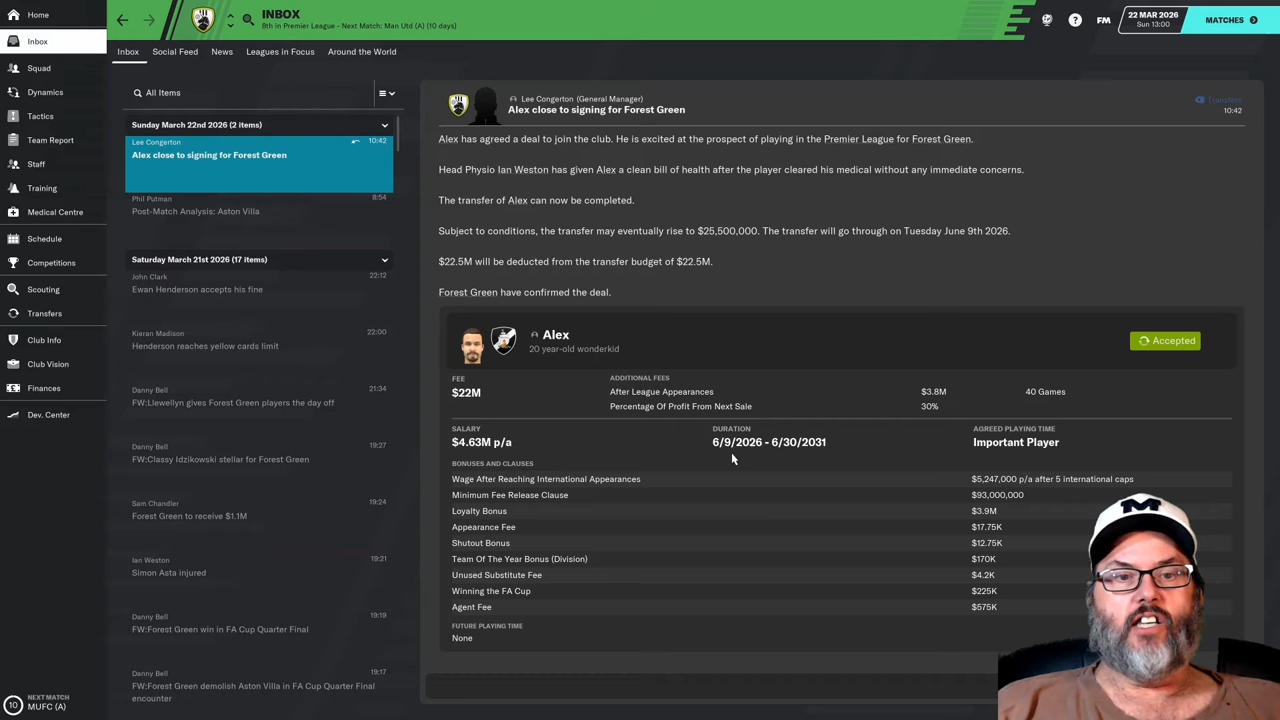 Home
Inbox
Squad
Dynamics
Tactics
Team Report
Staff
Training
Medical Centre
Schedule
Competitions
Scouting
Transfers
Club Info
Club Vision
Finances
Dev. Center
10
NEXT MATCH
MUFC (A)
INBOX
8th in Premier League - Next Match: Man Utd (A) (10 days)
?
FM
22 MAR 2026
Sun 13:00
MATCHES
Inbox
Social Feed
News
Leagues in Focus
Around the World
All Items
Sunday March 22nd 2026 (2 items)
Lee Congerton
10:42
Alex close to signing for Forest Green
Phil Putman
8:54
Post-Match Analysis: Aston Villa
Saturday March 21st 2026 (17 items)
John Clark
22:12
Ewan Henderson accepts his fine
Kieran Madison
22:00
Henderson reaches yellow cards limit
Danny Bell
21:34
FW:Llewellyn gives Forest Green players the day off
Danny Bell
19:27
FW:Classy Idzikowski stellar for Forest Green
Sam Chandler
19:24
Forest Green to receive $1.1M
Ian Weston
19:21
Simon Asta injured
Danny Bell
19:19
FW:Forest Green win in FA Cup Quarter Final
Danny Bell
19:17
FW:Forest Green demolish Aston Villa in FA Cup Quarter Final
encounter
Lee Congerton (General Manager)
Alex close to signing for Forest Green
Transfers
10:42
Alex has agreed a deal to join the club. He is excited at the prospect of playing in the Premier League for Forest Green.
Head Physio Ian Weston has given Alex a clean bill of health after the player cleared his medical without any immediate concerns.
The transfer of Alex can now be completed.
Subject to conditions, the transfer may eventually rise to $25,500,000. The transfer will go through on Tuesday June 9th 2026.
$22.5M will be deducted from the transfer budget of $22.5M.
Forest Green have confirmed the deal.
Alex
20 year-old wonderkid
Accepted
FEE
$22M
ADDITIONAL FEES
After League Appearances
$3.8M
40 Games
Percentage Of Profit From Next Sale
30%
SALARY
$4.63M p/a
DURATION
6/9/2026 - 6/30/2031
AGREED PLAYING TIME
Important Player
BONUSES AND CLAUSES
Wage After Reaching International Appearances
$5,247,000 p/a after 5 international caps
Minimum Fee Release Clause
$93,000,000
Loyalty Bonus
$3.9M
Appearance Fee
$17.75K
Shutout Bonus
$12.75K
Team Of The Year Bonus (Division)
$170K
Unused Substitute Fee
$4.2K
Winning the FA Cup
$225K
Agent Fee
$575K
FUTURE PLAYING TIME
None
M